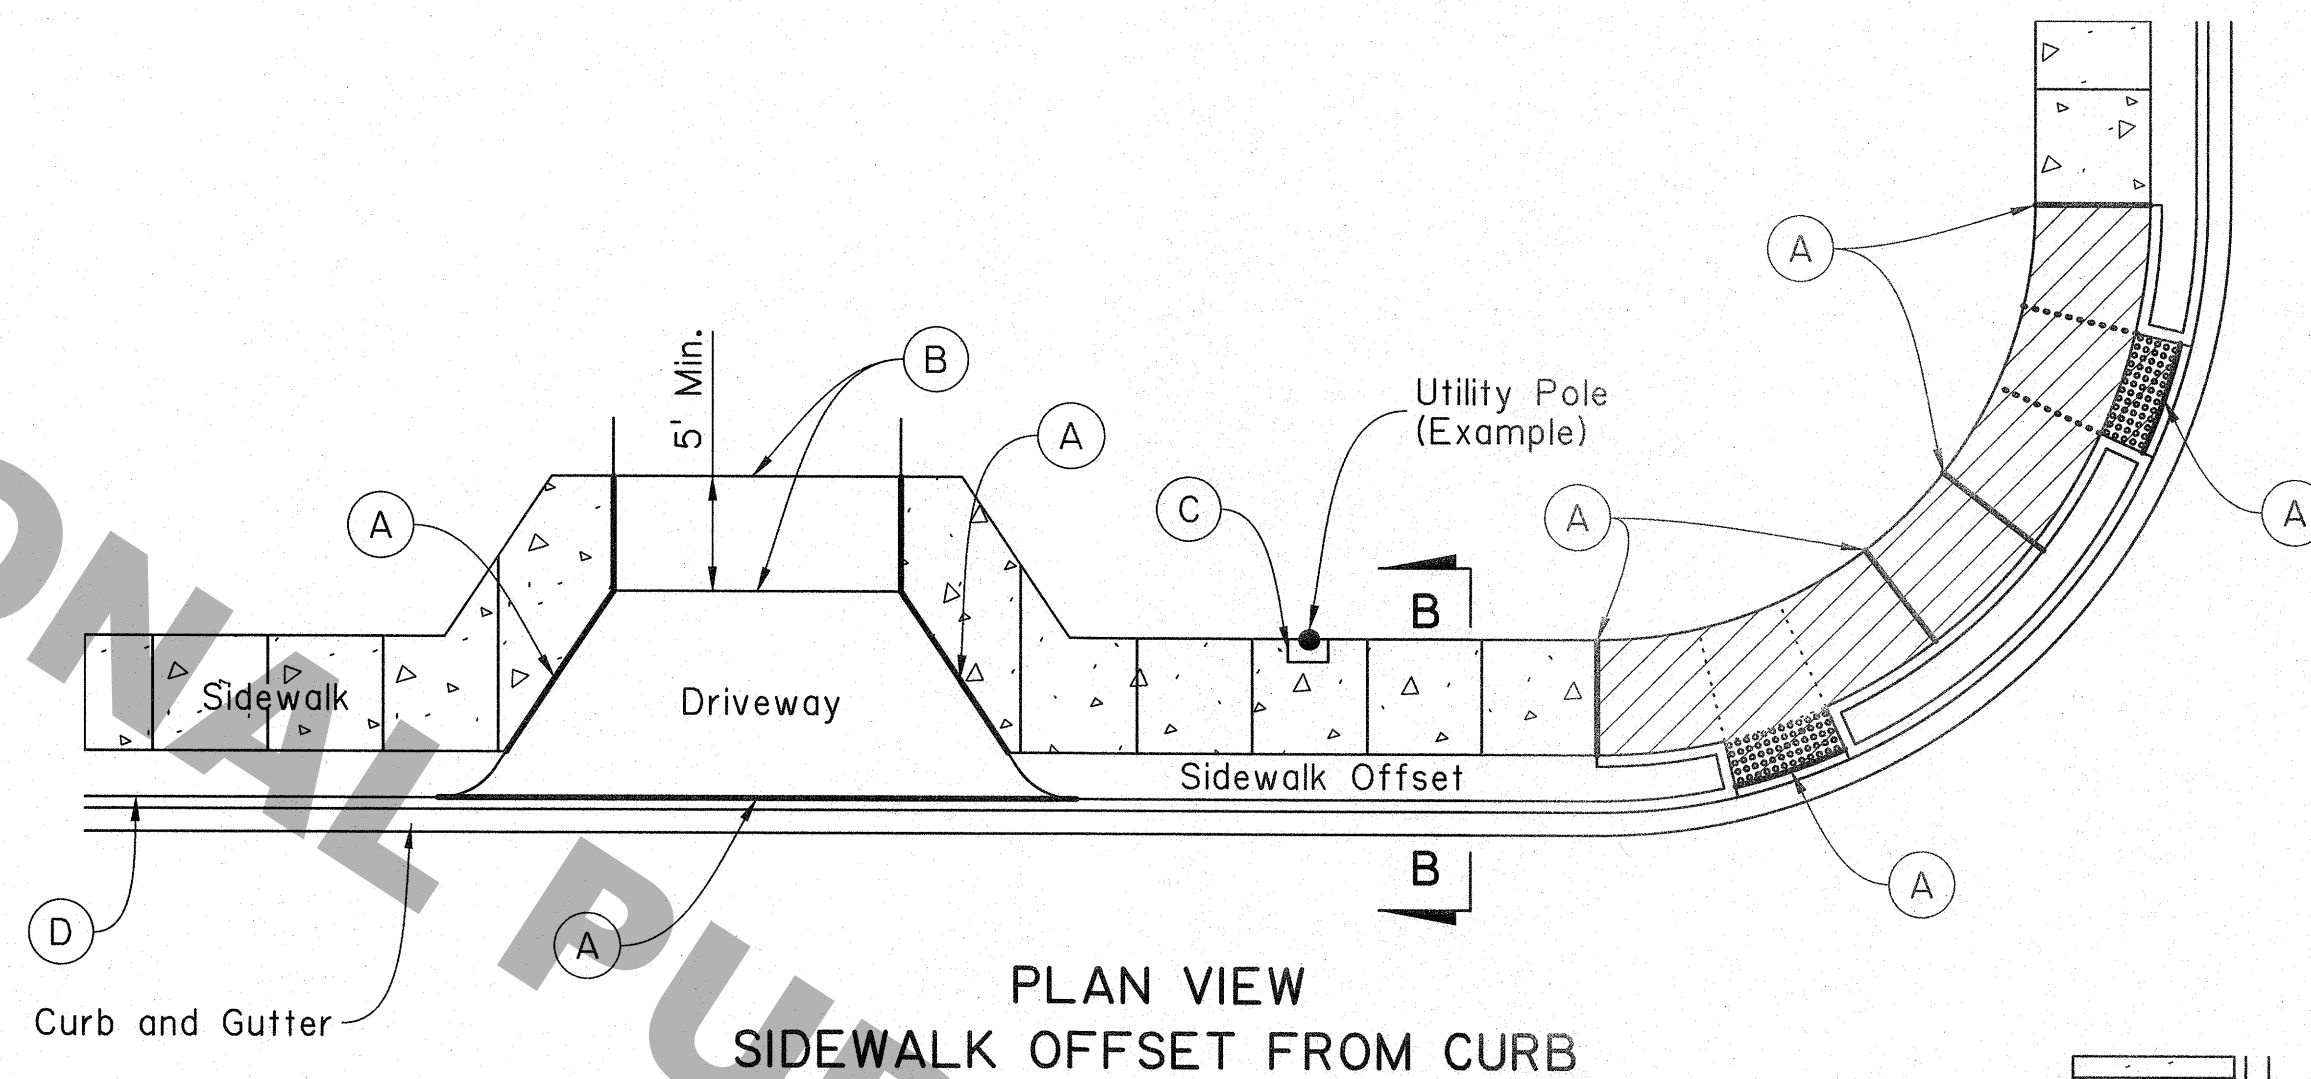 A
B
5' Min.
A
Utility Pole
(Example)
A
C
A
A
B
Sidewalk
Driveway
Sidewalk Offset
B
A
D
A
Curb and Gutter
PLAN VIEW
SIDEWALK OFFSET FROM CURB